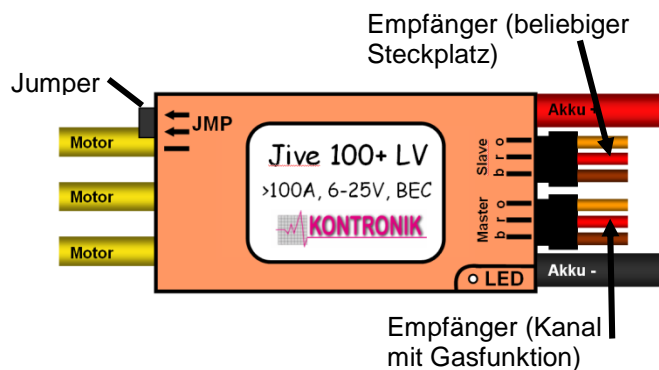 Empfänger (beliebiger
Steckplatz)
Jumper
JMP
Akku +
Motor
Motor
Motor
Jive 100+ LV
>100A, 6-25V, BEC
KONTRONIK
Slave
o
r
b
Master
o
r
b
LED
Akku -
Empfänger (Kanal
mit Gasfunktion)